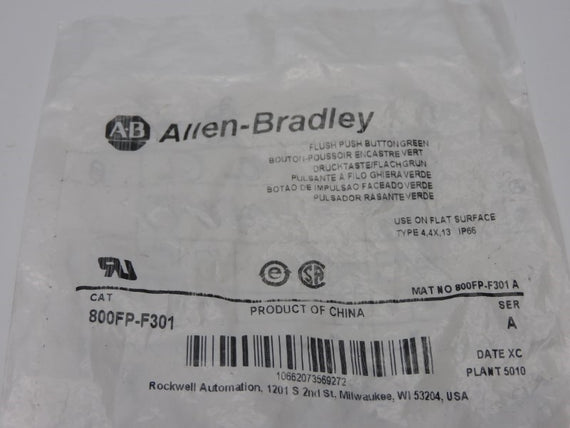 A-B Allen-Bradley
FLUSH PUSH BUTTON GREEN
BOUTON-POUSSOIR ENCASTRE VERT
DRUCKTASTE/FLACH GRUN
PULSANTE A FILO GHIERA VERDE
BOTAO DE IMPULSAO FACEADO VERDE
PULSADOR RASANTE VERDE
USE ON FLAT SURFACE
TYPE 4,4X,13 IP66
MAT NO 800FP-F301 A
CAT
SER
800FP-F301
PRODUCT OF CHINA
A
10662073569272
DATE XC
PLANT 5010
Rockwell Automation, 1201 S 2nd St, Milwaukee, WI 53204, USA